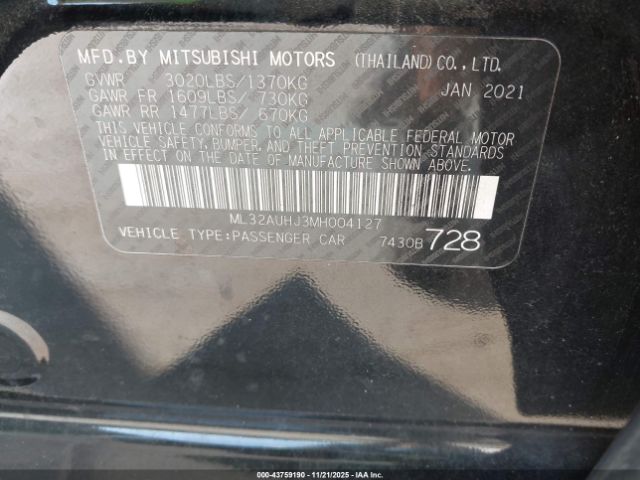 MFD.BY MITSUBISHI MOTORS (THAILAND)CO.,LTD.
GVWR 3020LBS/1370KG JAN 2021
GAWR FR 1609LBS/ 730KG
GAWR RR 1477LBS/ 670KG
THIS VEHICLE CONFORMS TO ALL APPLICABLE FEDERAL MOTOR
VEHICLE SAFETY,BUMPER,AND THEFT PREVENTION STANDARDS
IN EFFECT ON THE DATE OF MANUFACTURE SHOWN ABOVE.
ML32AUHJ3MH004127
VEHICLE TYPE:PASSENGER CAR 7430B 728
000-43759190 - 11/21/2025 - IAAI.COM